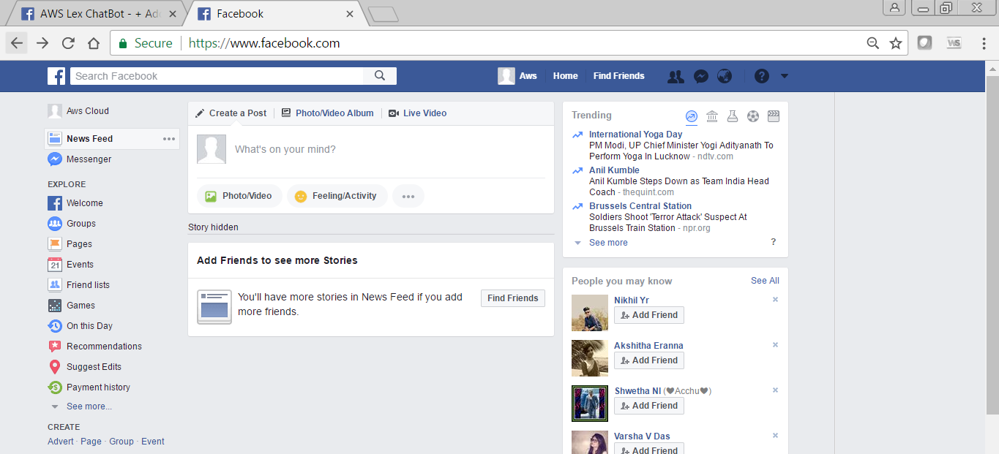 AWS Lex ChatBot - + Ad
Facebook
Secure
https://www.facebook.com
WS
Search Facebook
Aws
Home
Find Friends
?
Aws Cloud
News Feed
Messenger
EXPLORE
Welcome
Groups
Pages
21
Events
Friend lists
Games
On this Day
Recommendations
Suggest Edits
Payment history
See more...
CREATE
Advert · Page · Group · Event
Create a Post
Photo/Video Album
Live Video
What's on your mind?
Photo/Video
Feeling/Activity
Story hidden
Add Friends to see more Stories
You'll have more stories in News Feed if you add
more friends.
Find Friends
Trending
International Yoga Day
PM Modi, UP Chief Minister Yogi Adityanath To
Perform Yoga In Lucknow - ndtv.com
Anil Kumble
Anil Kumble Steps Down as Team India Head
Coach - thequint.com
Brussels Central Station
Soldiers Shoot 'Terror Attack' Suspect At
Brussels Train Station - npr.org
See more
?
People you may know
See All
Nikhil Yr
Add Friend
Akshitha Eranna
Add Friend
Shwetha Nl (♥Acchu♥)
Add Friend
Varsha V Das
Add Friend